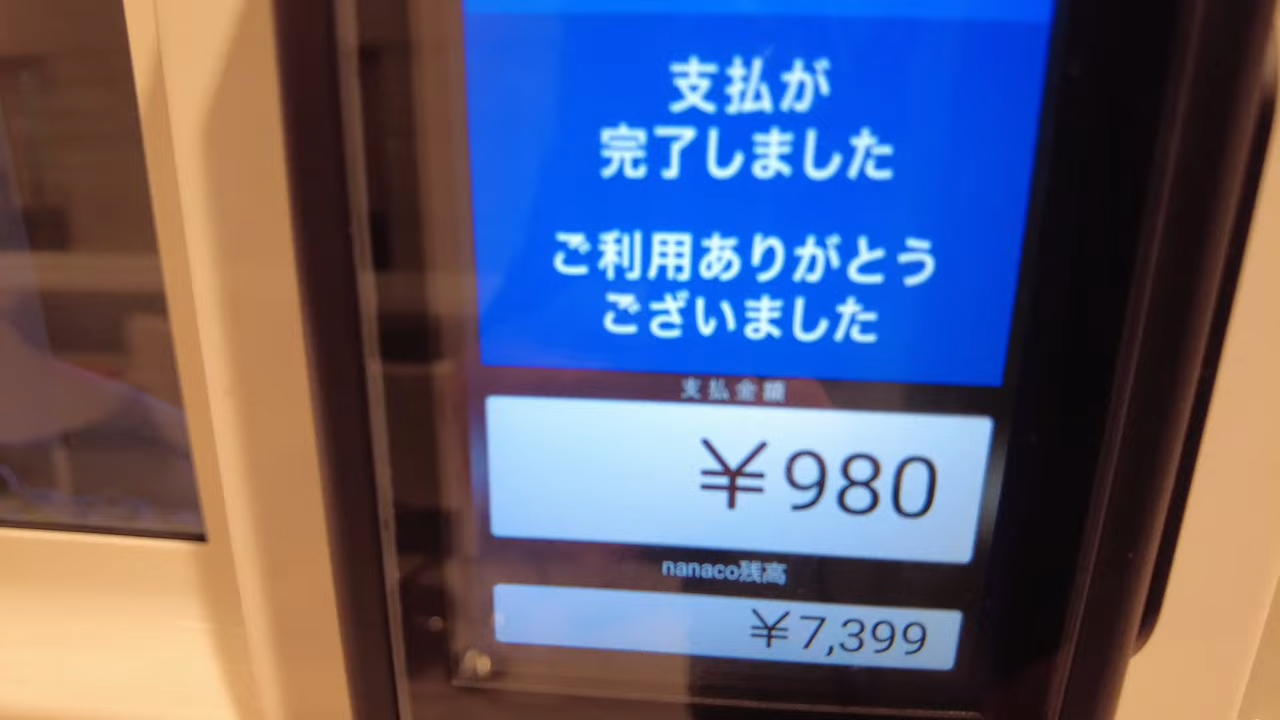 支払が
完了しました
ご利用ありがとう
ございました
支払金額
￥980
nanaco残高
￥7,399